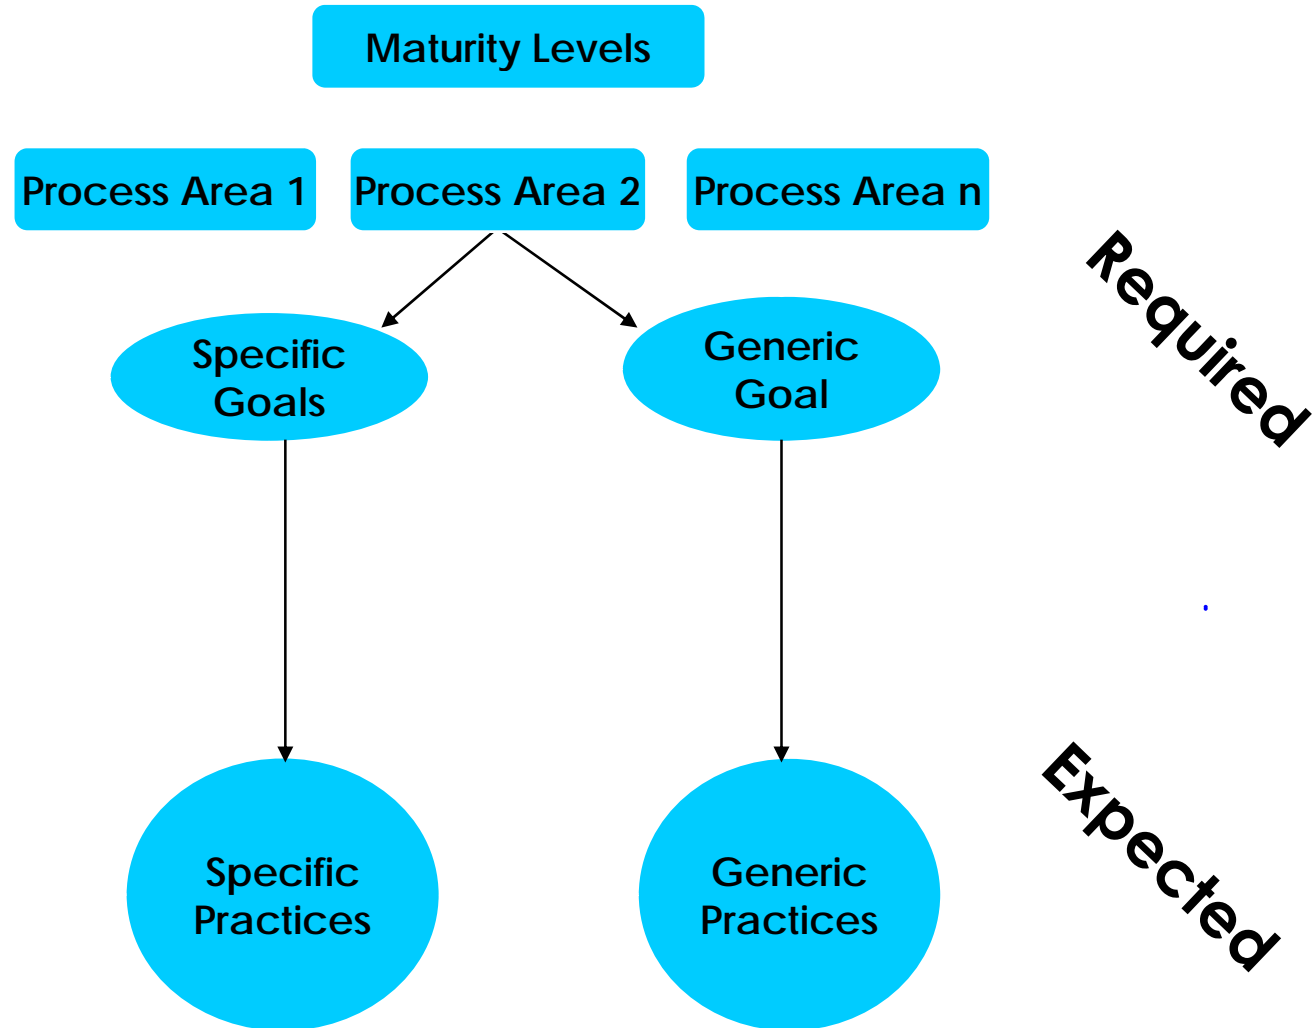 Maturity Levels
Process Area 1
Process Area 2
Process Area n
Required
Specific
Goals
Generic
Goal
Expected
Specific
Practices
Generic
Practices